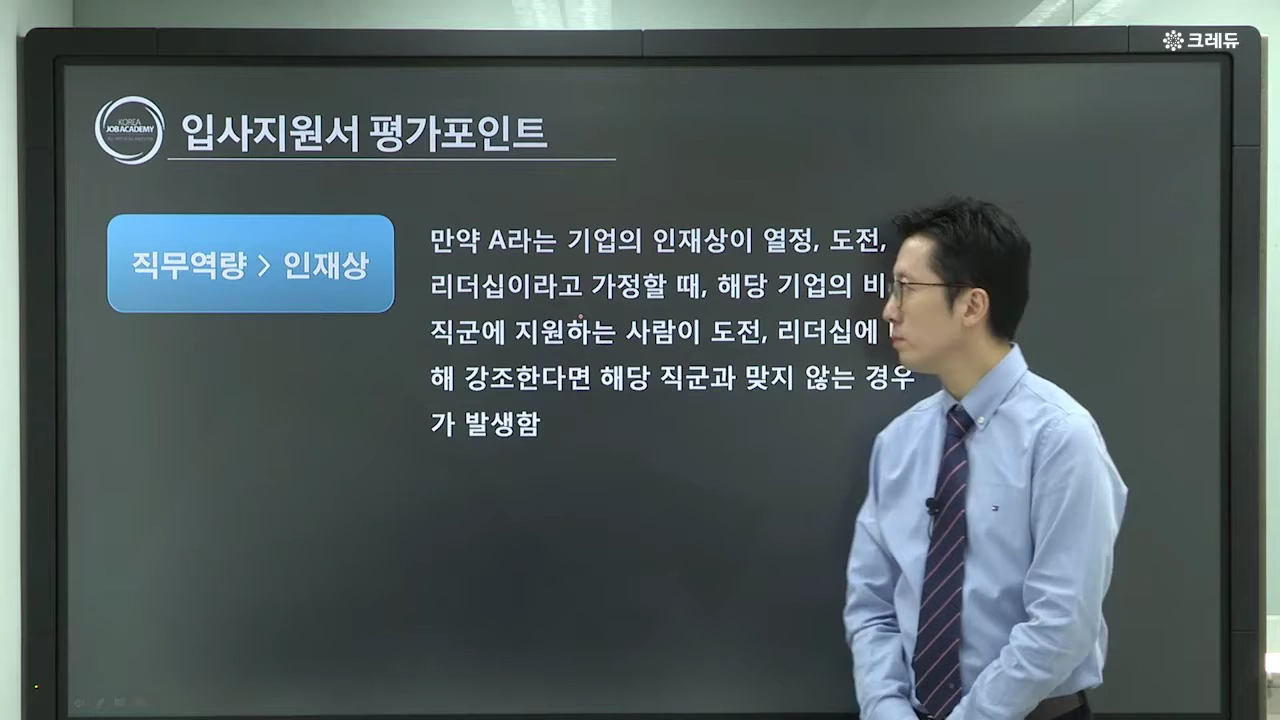 크레듀
KOREA
JOB ACADEMY
입사지원서 평가포인트
직무역량 > 인재상
만약 A라는 기업의 인재상이 열정, 도전,
리더십이라고 가정할 때, 해당 기업의 비
직군에 지원하는 사람이 도전, 리더십에
해 강조한다면 해당 직군과 맞지 않는 경우
가 발생함